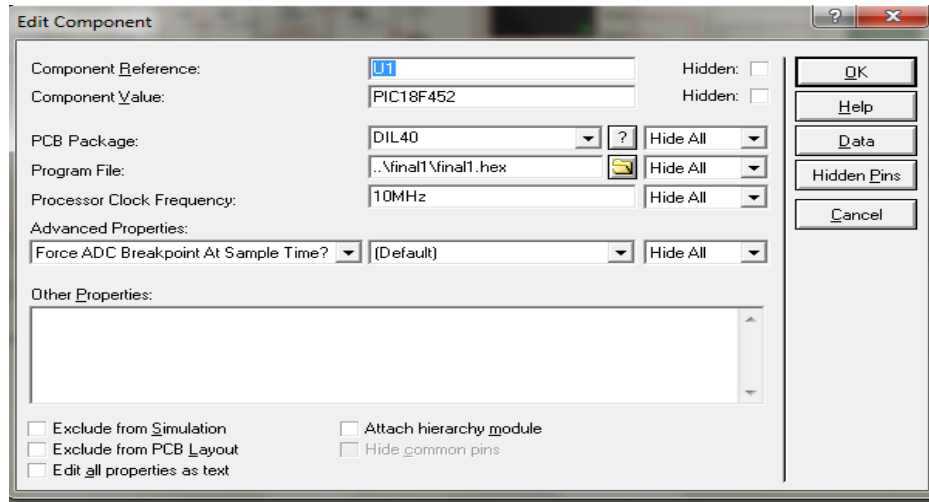 Edit Component
?
x
Component Reference: U1 Hidden: OK
Component Value: PIC18F452 Hidden: Help
PCB Package: DIL40 ? Hide All Data
Program File: ..\final1\final1.hex Hide All Hidden Pins
Processor Clock Frequency: 10MHz Hide All Cancel
Advanced Properties:
Force ADC Breakpoint At Sample Time? (Default) Hide All
Other Properties:
Exclude from Simulation Attach hierarchy module
Exclude from PCB Layout Hide common pins
Edit all properties as text